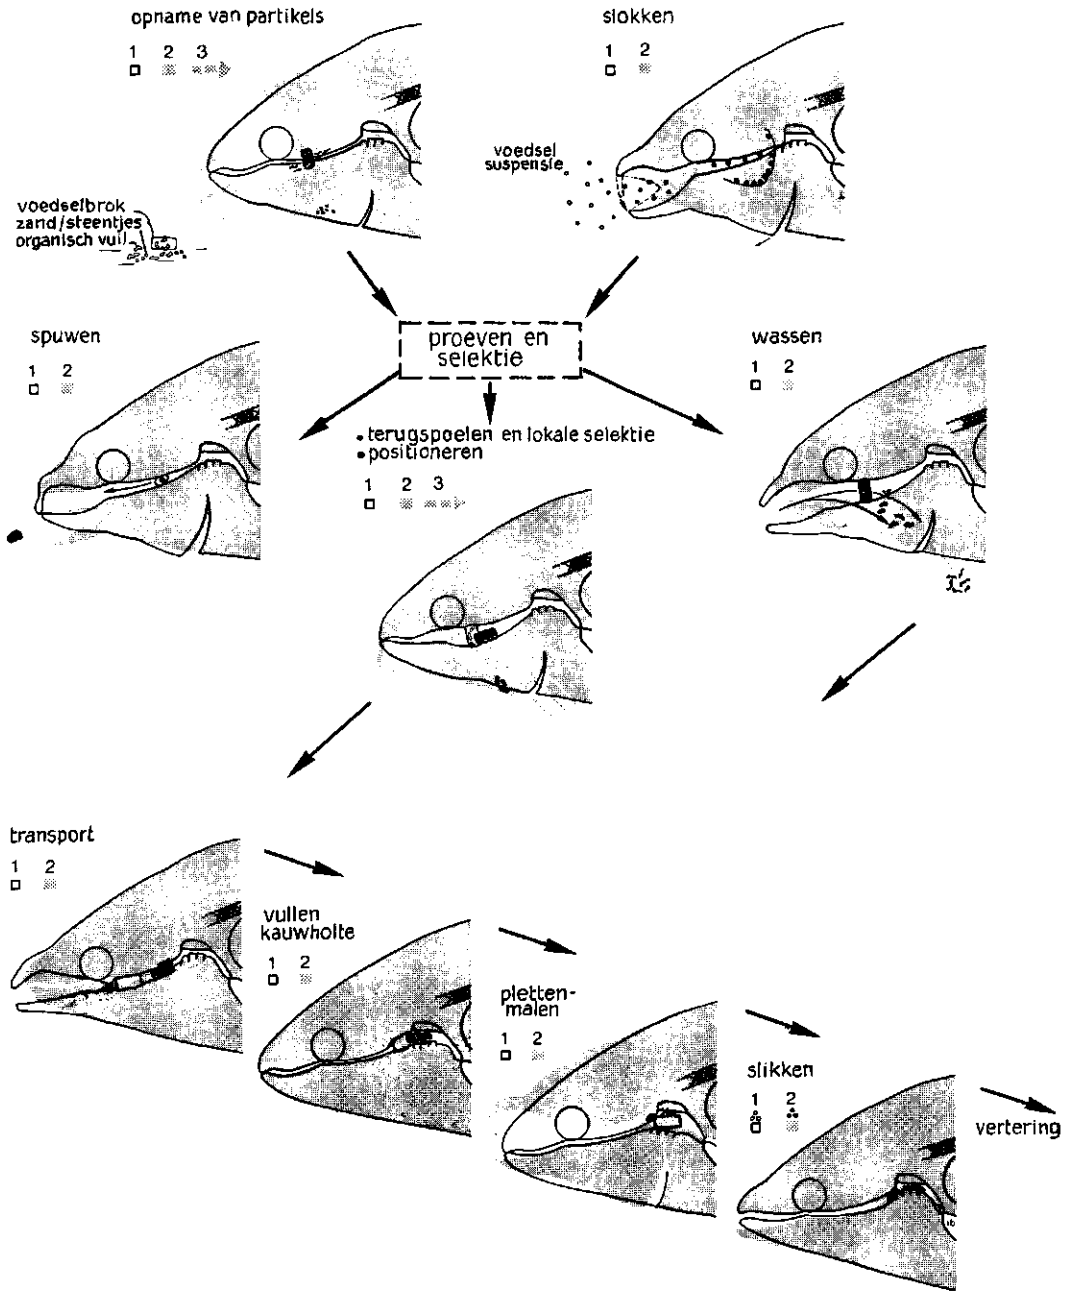 opname van partikels
1 2 3
slokken
1 2
voedsel
suspensie
voedselbrok
zand/steentjes
organisch vuil
spuwen
1 2
proeven en
selektie
wassen
1 2
• terugspoelen en lokale selektie
• positioneren
1 2 3
transport
1 2
vullen
kauwholte
1 2
pletten-
malen
1 2
slikken
1 2
vertering